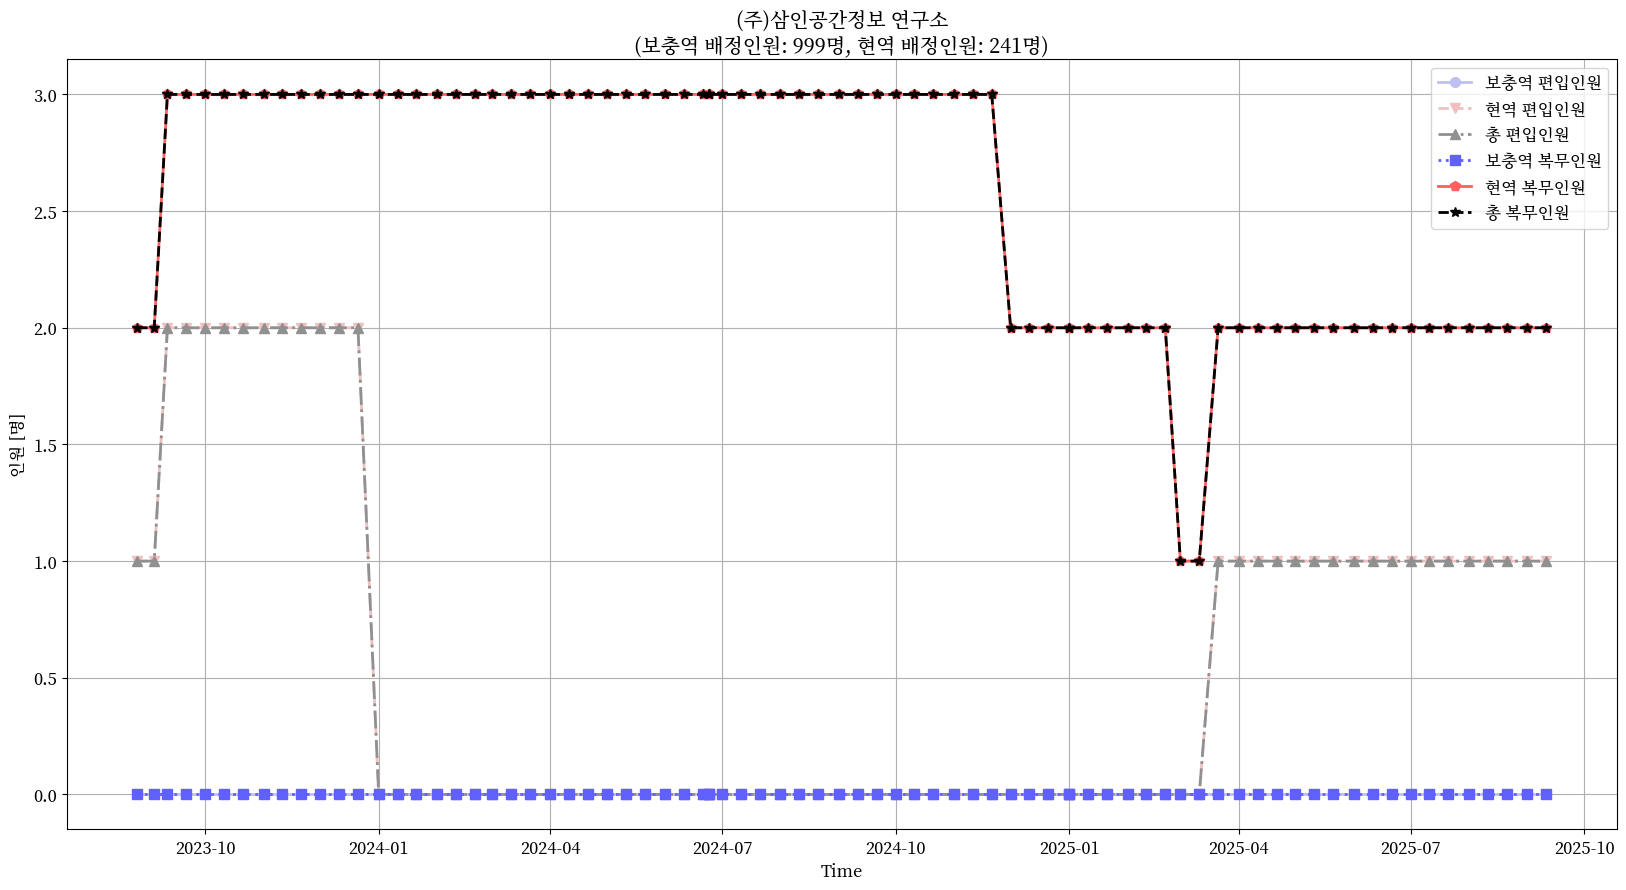 (주)삼인공간정보 연구소
(보충역 배정인원: 999명, 현역 배정인원: 241명)
보충역 편입인원
현역 편입인원
총 편입인원
보충역 복무인원
현역 복무인원
총 복무인원
인원 [명]
3.0
2.5
2.0
1.5
1.0
0.5
0.0
2023-10
2024-01
2024-04
2024-07
2024-10
2025-01
2025-04
2025-07
2025-10
Time